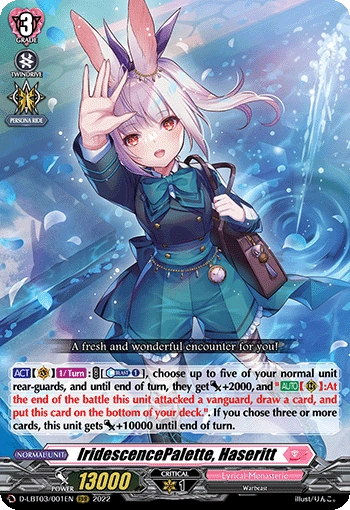 3
GRADE
TWINDRIVE
PERSONA RIDE
A fresh and wonderful encounter for you!
ACT 1/Turn : BLAST 1 , choose up to five of your normal unit
rear-guards, and until end of turn, they get +2000, and " AUTO :At
the end of the battle this unit attacked a vanguard, draw a card, and
put this card on the bottom of your deck.". If you chose three or more
cards, this unit gets +10000 until end of turn.
NORMAL UNIT
IridescencePalette, Haseritt
POWER 13000
CRITICAL 1
Lyrical Monasterio
Warbeast
D-LBT03/001EN RRR 2022
illust/りんご。